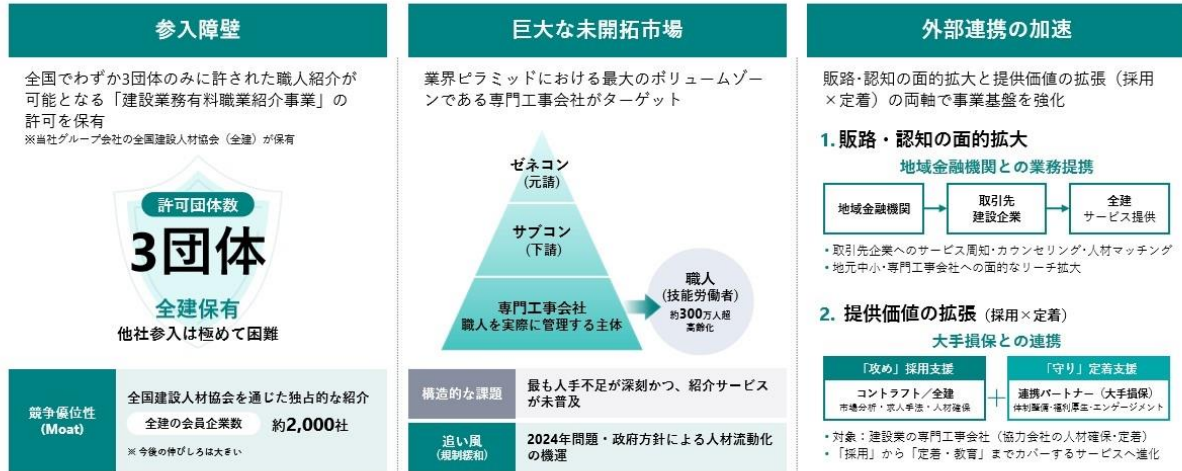 参入障壁
全国でわずか3団体のみに許された職人紹介が
可能となる「建設業務有料職業紹介事業」の
許可を保有
※当社グループ会社の全国建設人材協会（全建）が保有
許可団体数
3団体
全建保有
他社参入は極めて困難
競争優位性
(Moat)
全国建設人材協会を通じた独占的な紹介
全建の会員企業数 約2,000社
※ 今後の伸びしろは大きい
巨大な未開拓市場
業界ピラミッドにおける最大のボリュームゾー
ンである専門工事会社がターゲット
ゼネコン
(元請)
サブコン
(下請)
専門工事会社
職人を実際に管理する主体
職人
(技能労働者)
約300万人超
高齢化
構造的な課題
最も人手不足が深刻かつ、紹介サービス
が未普及
追い風
(規制緩和)
2024年問題・政府方針による人材流動化
の機運
外部連携の加速
販路・認知の面的拡大と提供価値の拡張（採用
×定着）の両軸で事業基盤を強化
1. 販路・認知の面的拡大
地域金融機関との業務提携
地域金融機関
取引先
建設企業
全建
サービス提供
• 取引先企業へのサービス周知・カウンセリング・人材マッチング
• 地元中小・専門工事会社への面的なリーチ拡大
2. 提供価値の拡張（採用×定着）
大手損保との連携
「攻め」採用支援
コントラフト／全建
市場分析・求人手法・人材確保
+
「守り」定着支援
連携パートナー（大手損保）
体制整備・福利厚生・エンゲージメント
• 対象：建設業の専門工事会社（協力会社の人材確保・定着）
• 「採用」から「定着・教育」までカバーするサービスへ進化